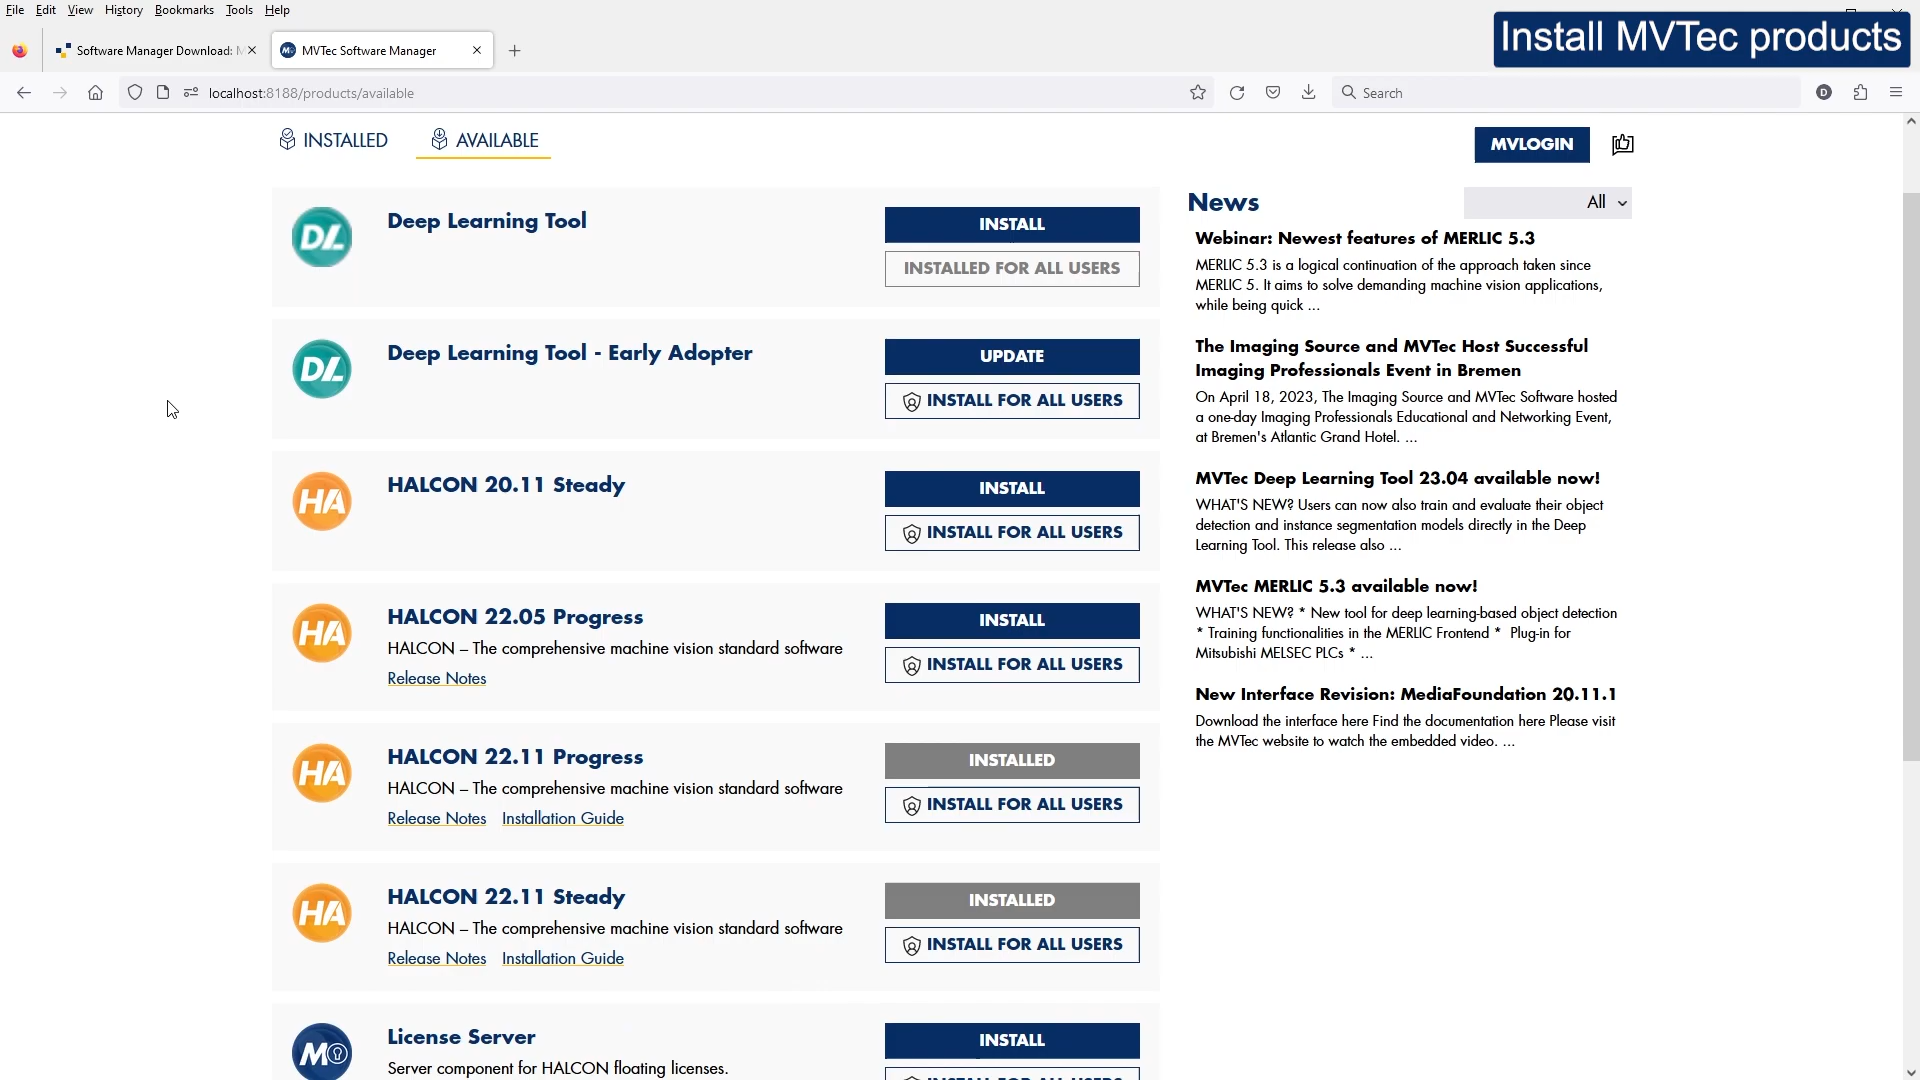 File Edit View History Bookmarks Tools Help
Install MVTec products
Software Manager Download: M
MVTec Software Manager
localhost:8188/products/available
Search
D
INSTALLED
AVAILABLE
MVLOGIN
DL
Deep Learning Tool
INSTALL
INSTALLED FOR ALL USERS
DL
Deep Learning Tool - Early Adopter
UPDATE
INSTALL FOR ALL USERS
HA
HALCON 20.11 Steady
INSTALL
INSTALL FOR ALL USERS
HA
HALCON 22.05 Progress
HALCON – The comprehensive machine vision standard software
Release Notes
INSTALL
INSTALL FOR ALL USERS
HA
HALCON 22.11 Progress
HALCON – The comprehensive machine vision standard software
Release Notes Installation Guide
INSTALLED
INSTALL FOR ALL USERS
HA
HALCON 22.11 Steady
HALCON – The comprehensive machine vision standard software
Release Notes Installation Guide
INSTALLED
INSTALL FOR ALL USERS
License Server
Server component for HALCON floating licenses.
INSTALL
News
All
Webinar: Newest features of MERLIC 5.3
MERLIC 5.3 is a logical continuation of the approach taken since
MERLIC 5. It aims to solve demanding machine vision applications,
while being quick ...
The Imaging Source and MVTec Host Successful
Imaging Professionals Event in Bremen
On April 18, 2023, The Imaging Source and MVTec Software hosted
a one-day Imaging Professionals Educational and Networking Event,
at Bremen's Atlantic Grand Hotel. ...
MVTec Deep Learning Tool 23.04 available now!
WHAT'S NEW? Users can now also train and evaluate their object
detection and instance segmentation models directly in the Deep
Learning Tool. This release also ...
MVTec MERLIC 5.3 available now!
WHAT'S NEW? * New tool for deep learning-based object detection
* Training functionalities in the MERLIC Frontend * Plug-in for
Mitsubishi MELSEC PLCs * ...
New Interface Revision: MediaFoundation 20.11.1
Download the interface here Find the documentation here Please visit
the MVTec website to watch the embedded video. ...